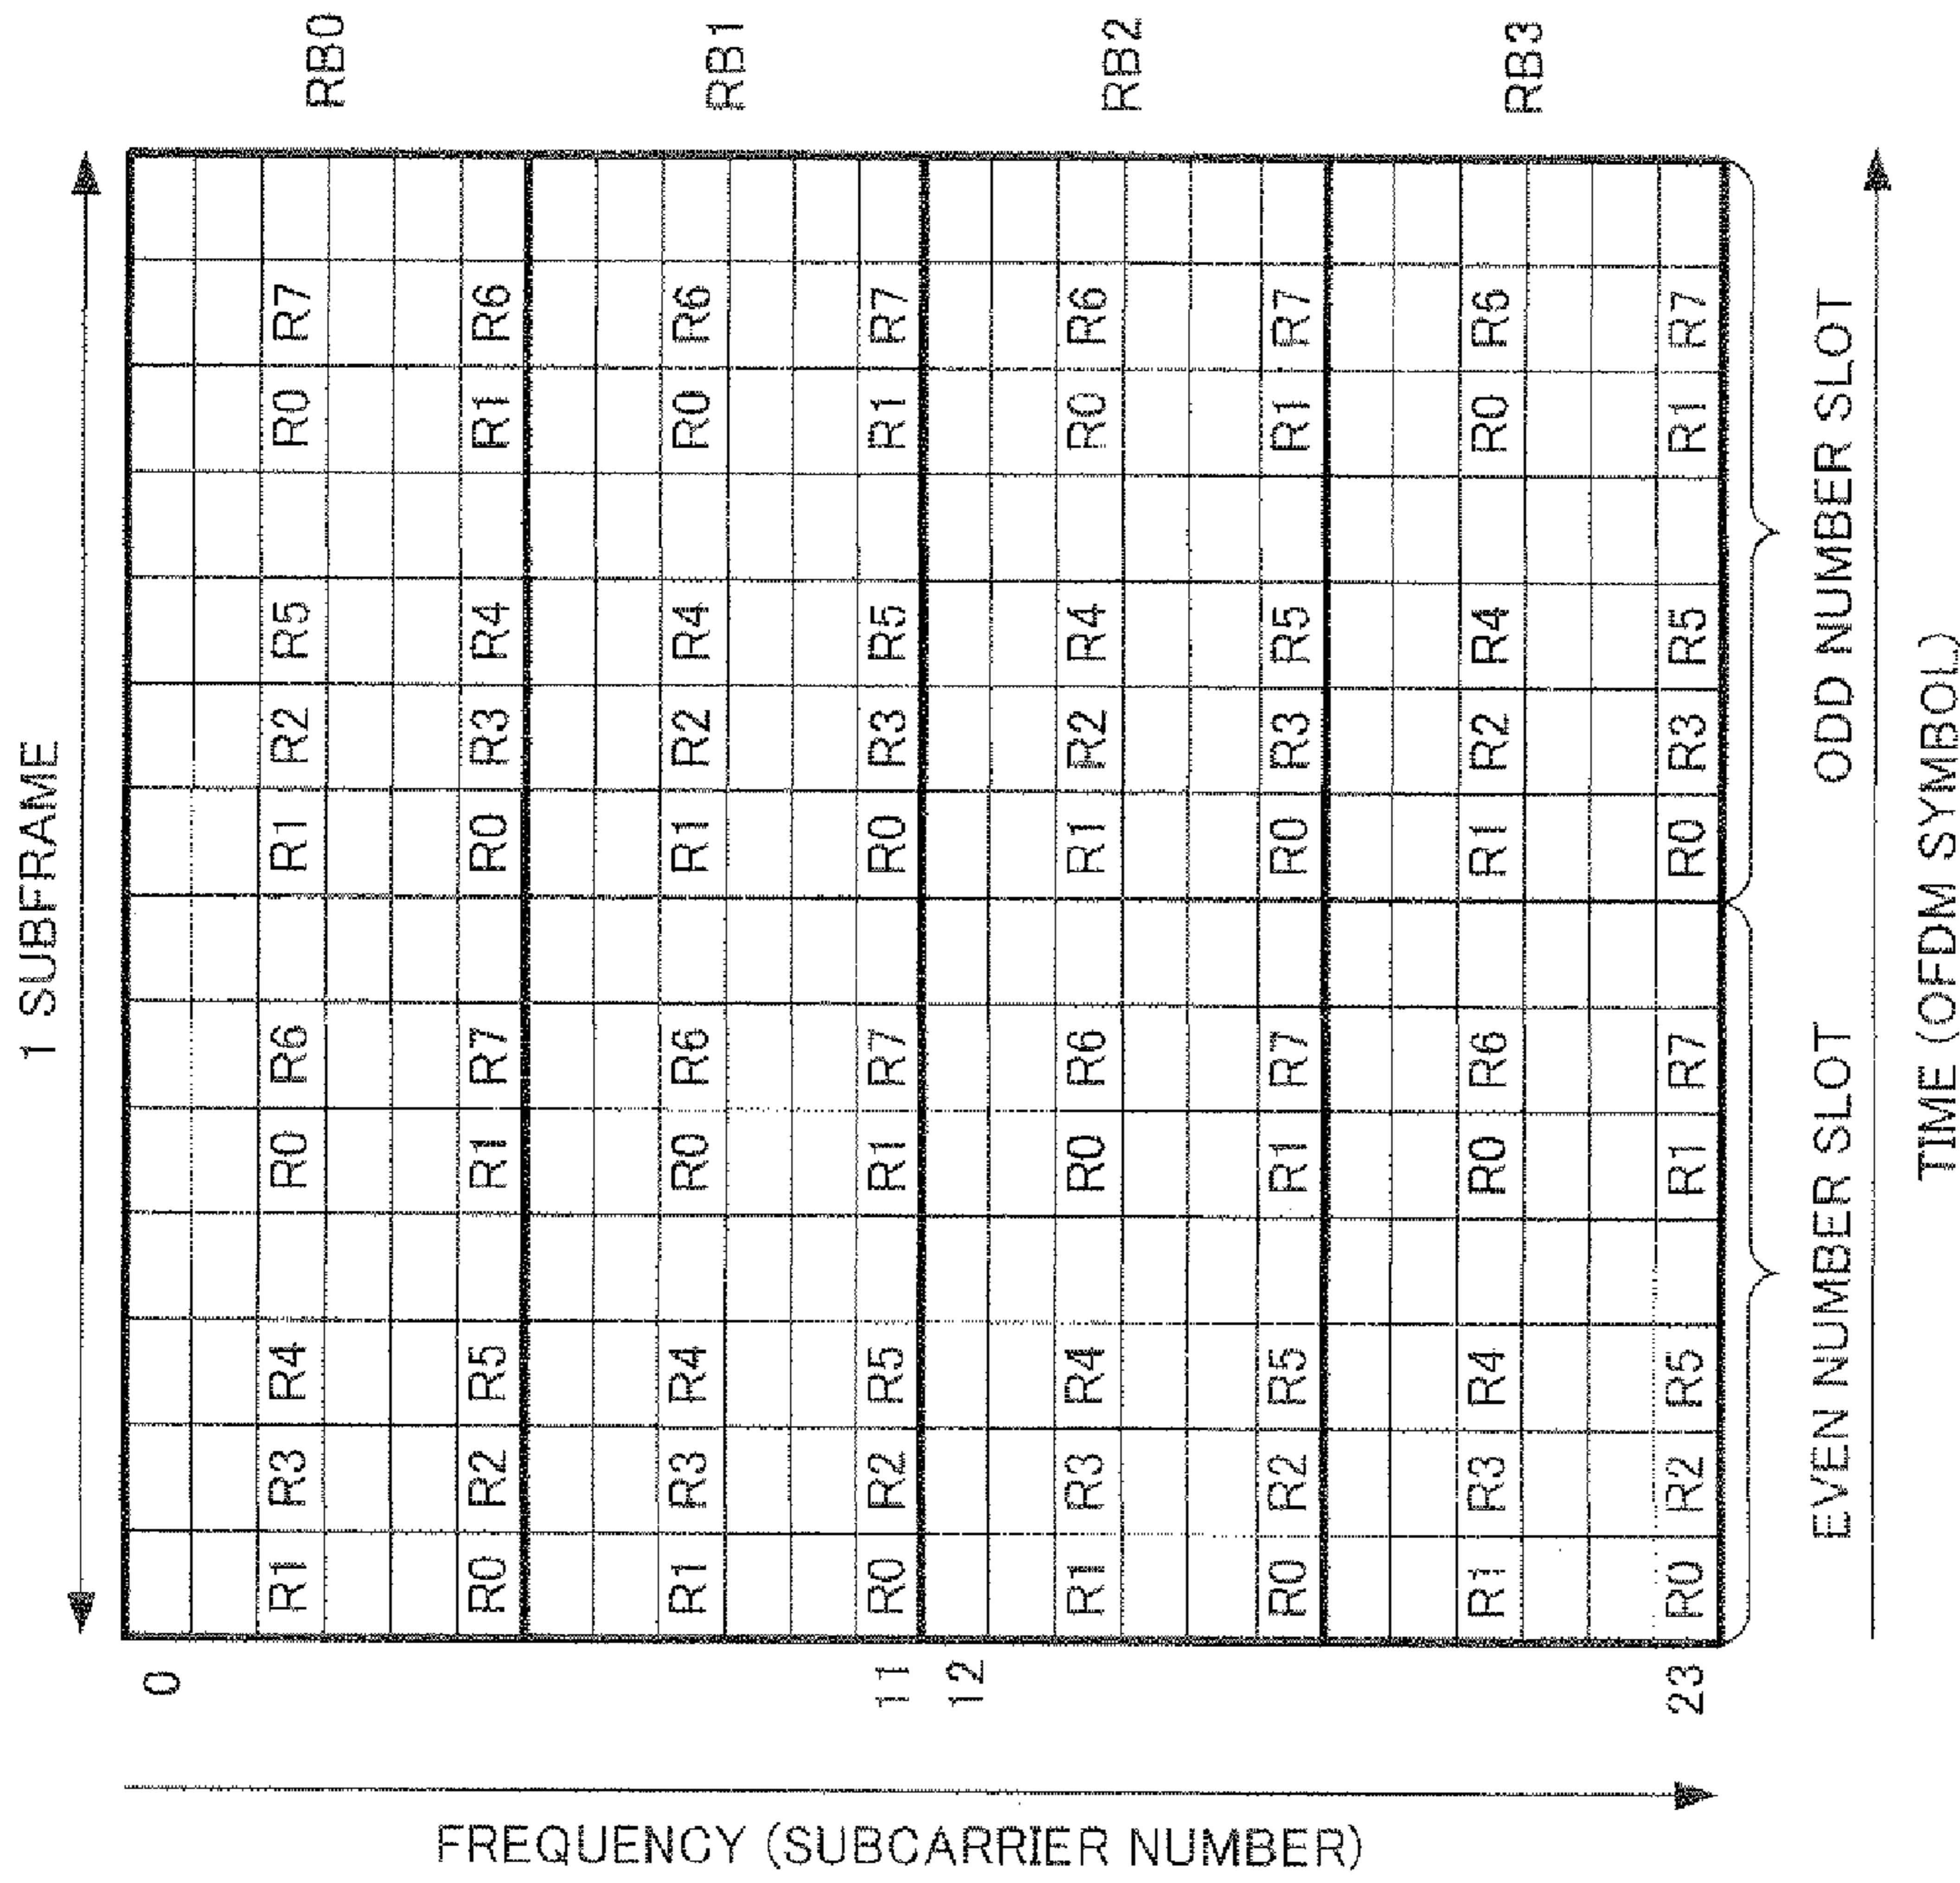 1 SUBFRAME
0
R1 R3 R4 R0 R6 R1 R2 R5 R0 R7
RB0
R0 R2 R5 R1 R7 R0 R3 R4 R1 R6
R1 R3 R4 R0 R6 R1 R2 R4 R0 R6
RB1
11 R0 R2 R5 R1 R7 R0 R3 R5 R1 R7
12
R1 R3 R4 R0 R6 R1 R2 R4 R0 R6
RB2
R0 R2 R5 R1 R7 R0 R3 R5 R1 R7
R1 R3 R4 R0 R6 R1 R2 R4 R0 R6
RB3
23 R0 R2 R5 R1 R7 R0 R3 R5 R1 R7
EVEN NUMBER SLOT
ODD NUMBER SLOT
TIME (OFDM SYMBOL)
FREQUENCY (SUBCARRIER NUMBER)